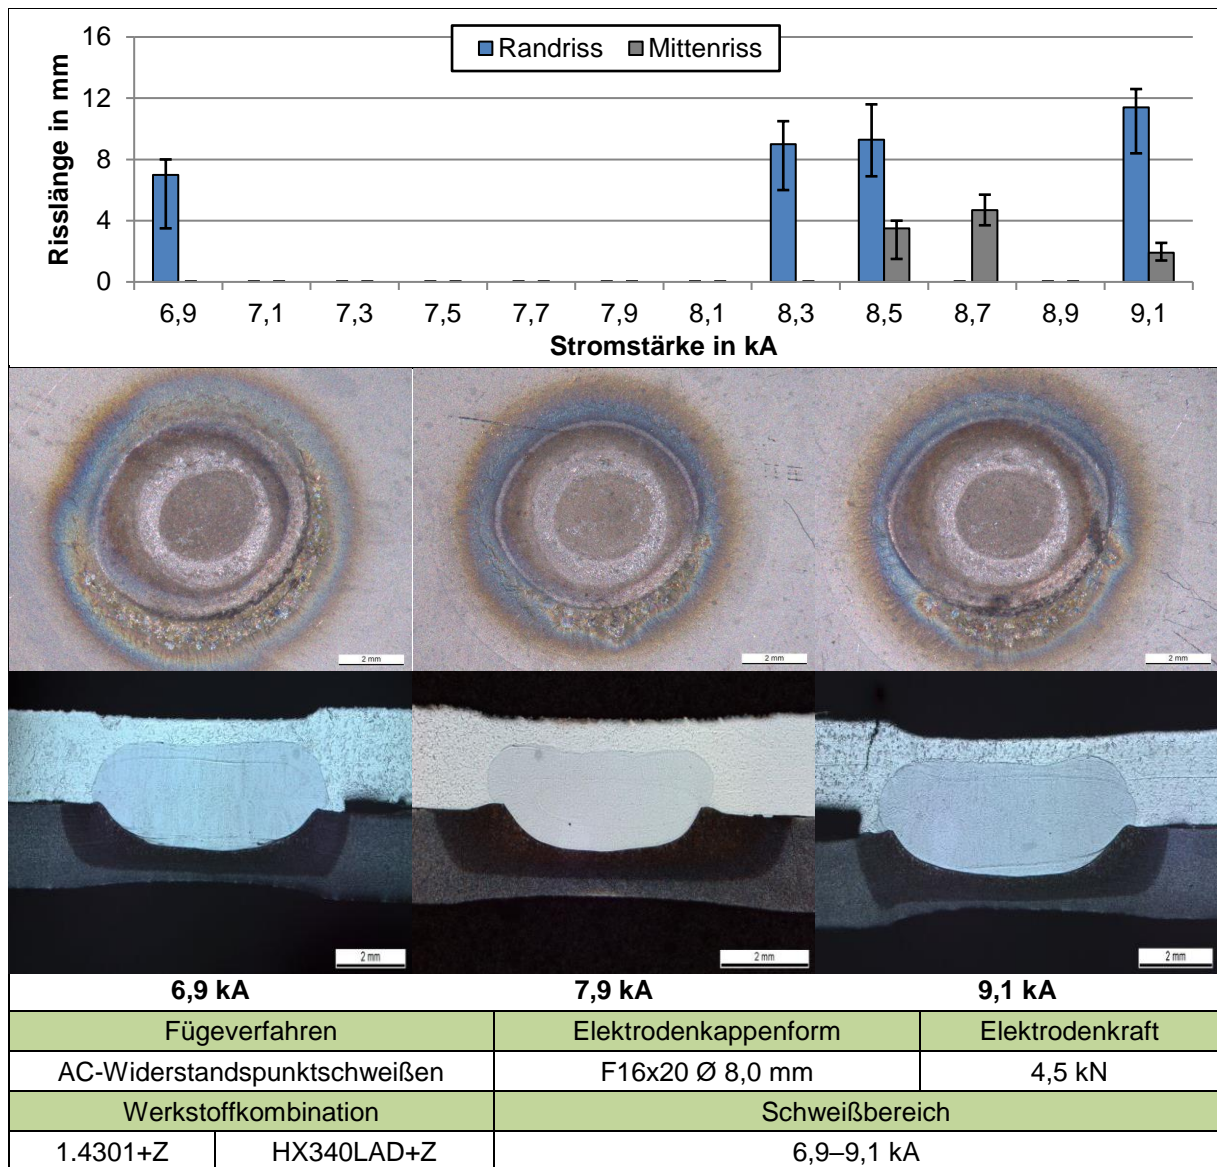 16
Randriss Mittenriss
12
8
4
0
Risslänge in mm
6,9 7,1 7,3 7,5 7,7 7,9 8,1 8,3 8,5 8,7 8,9 9,1
Stromstärke in kA
2 mm 2 mm 2 mm
2 mm 2 mm 2 mm
6,9 kA 7,9 kA 9,1 kA
Fügeverfahren Elektrodenkappenform Elektrodenkraft
AC-Widerstandspunktschweißen F16x20 Ø 8,0 mm 4,5 kN
Werkstoffkombination Schweißbereich
1.4301+Z HX340LAD+Z 6,9–9,1 kA